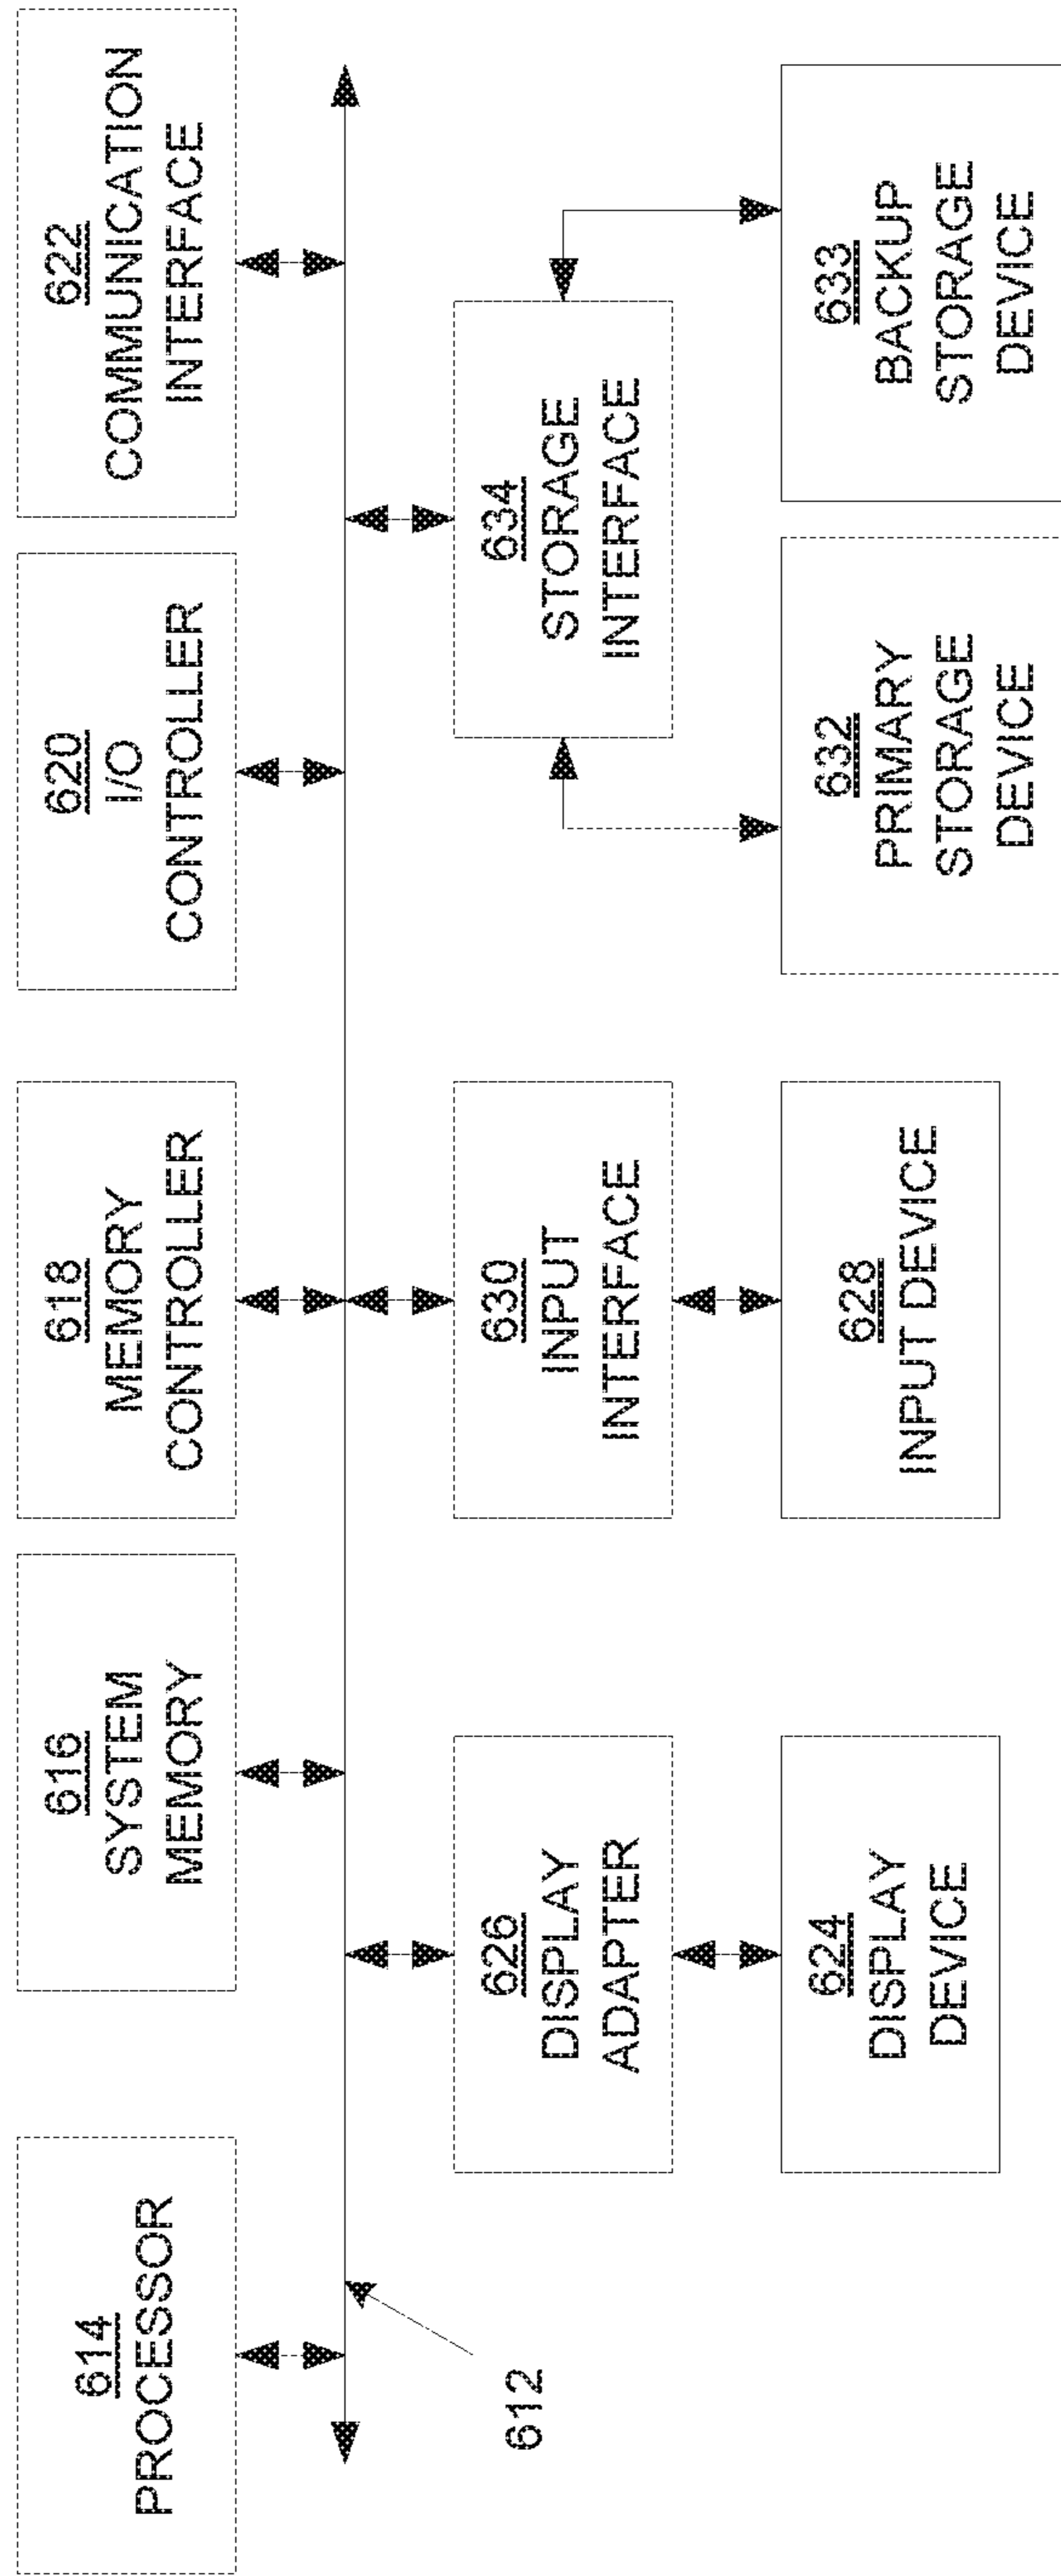 614
PROCESSOR
616
SYSTEM
MEMORY
618
MEMORY
CONTROLLER
620
I/O
CONTROLLER
622
COMMUNICATION
INTERFACE
612
626
DISPLAY
ADAPTER
630
INPUT
INTERFACE
634
STORAGE
INTERFACE
624
DISPLAY
DEVICE
628
INPUT DEVICE
632
PRIMARY
STORAGE
DEVICE
633
BACKUP
STORAGE
DEVICE